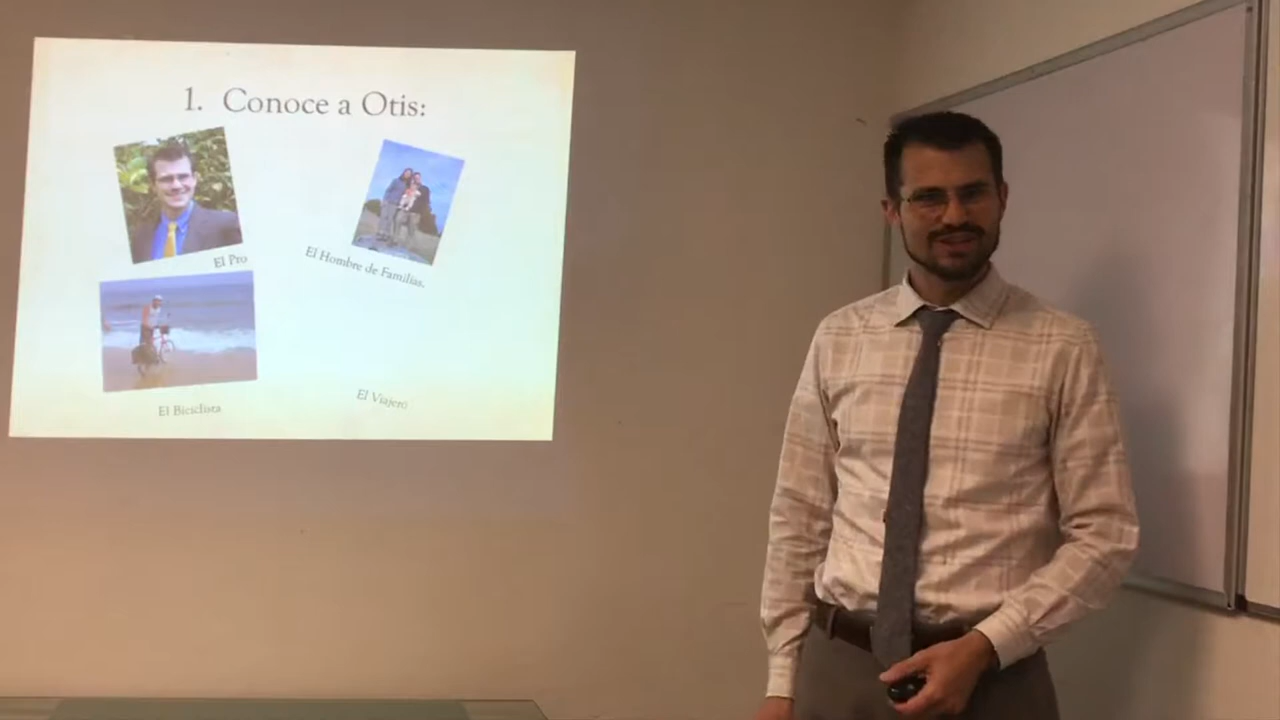 1. Conoce a Otis:
El Pro
El Hombre de Familias.
El Biciclista
El Viajero